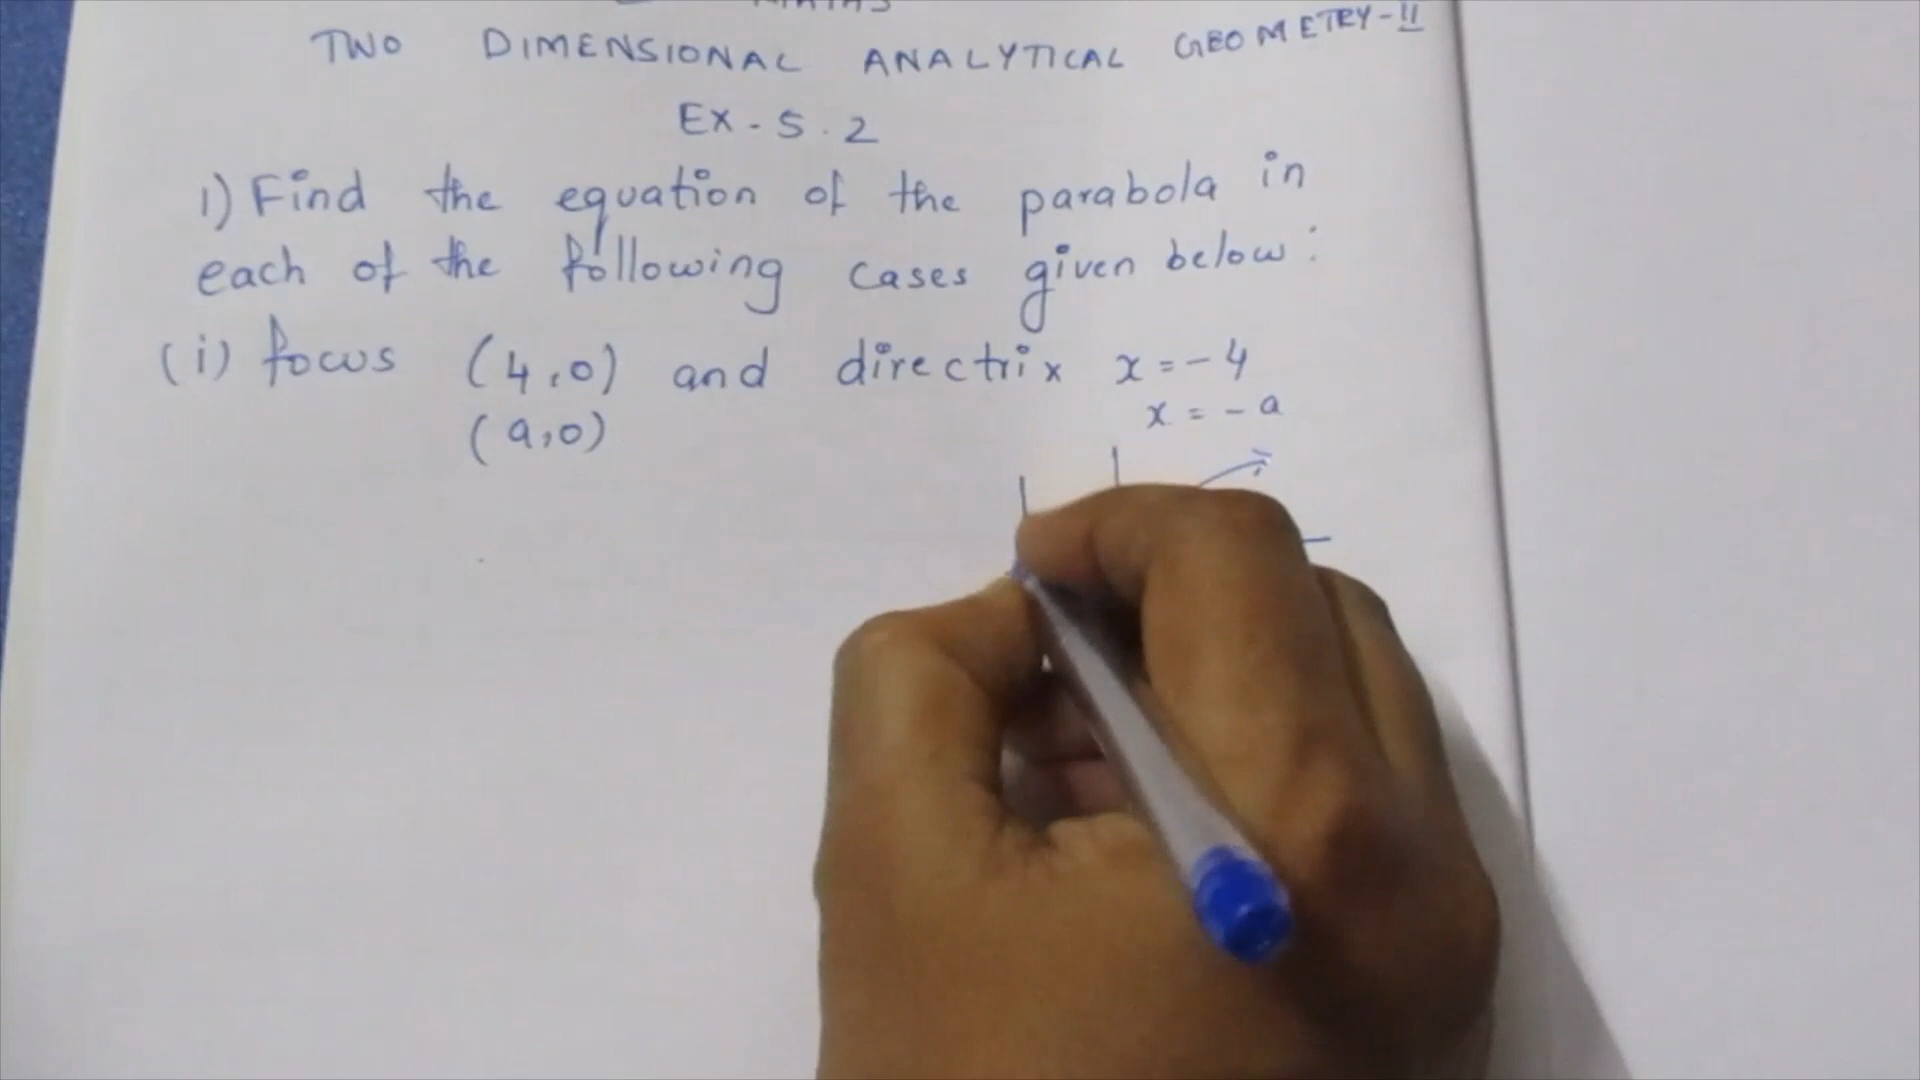 TWO DIMENSIONAL ANALYTICAL GEOMETRY-II
EX-5.2
1) Find the equation of the parabola in
each of the following cases given below:
(i) focus (4,0) and directrix x=-4
(a,0) x=-a